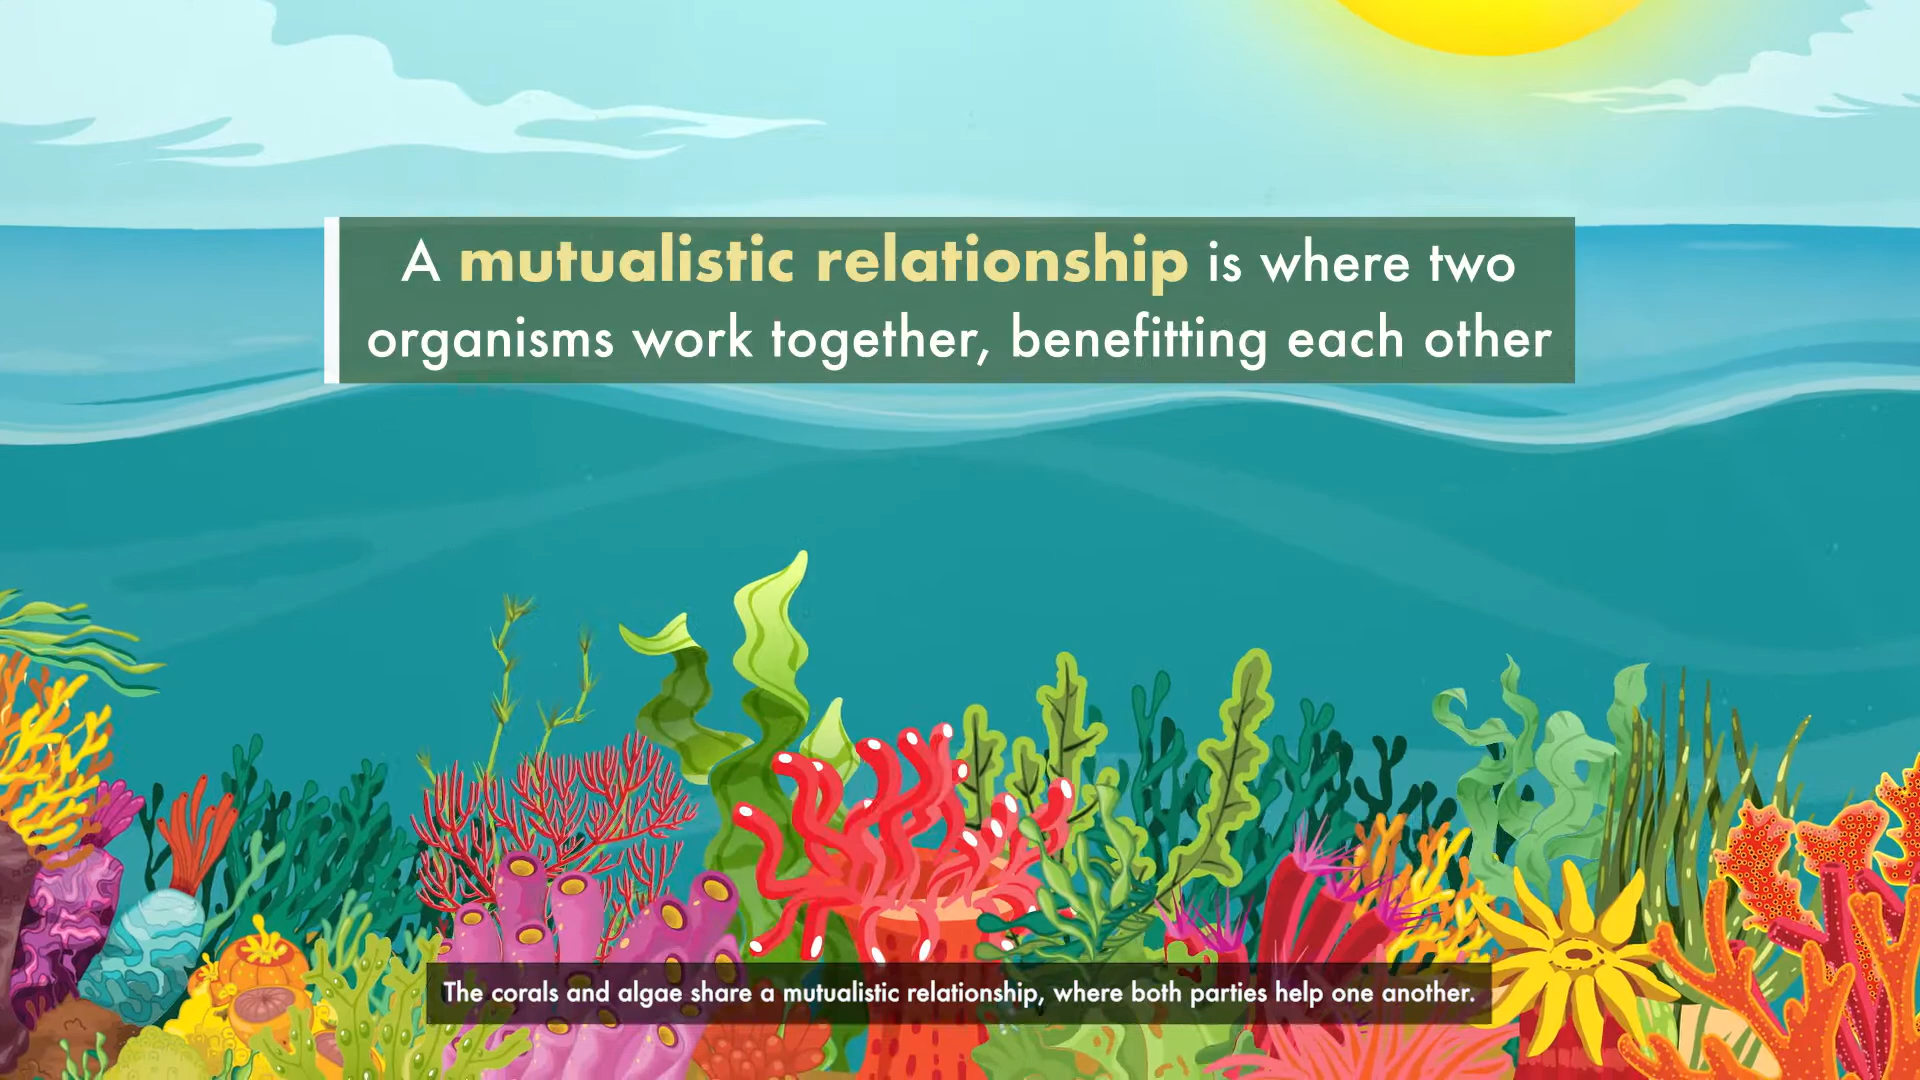 A mutualistic relationship is where two
organisms work together, benefitting each other
The corals and algae share a mutualistic relationship, where both parties help one another.